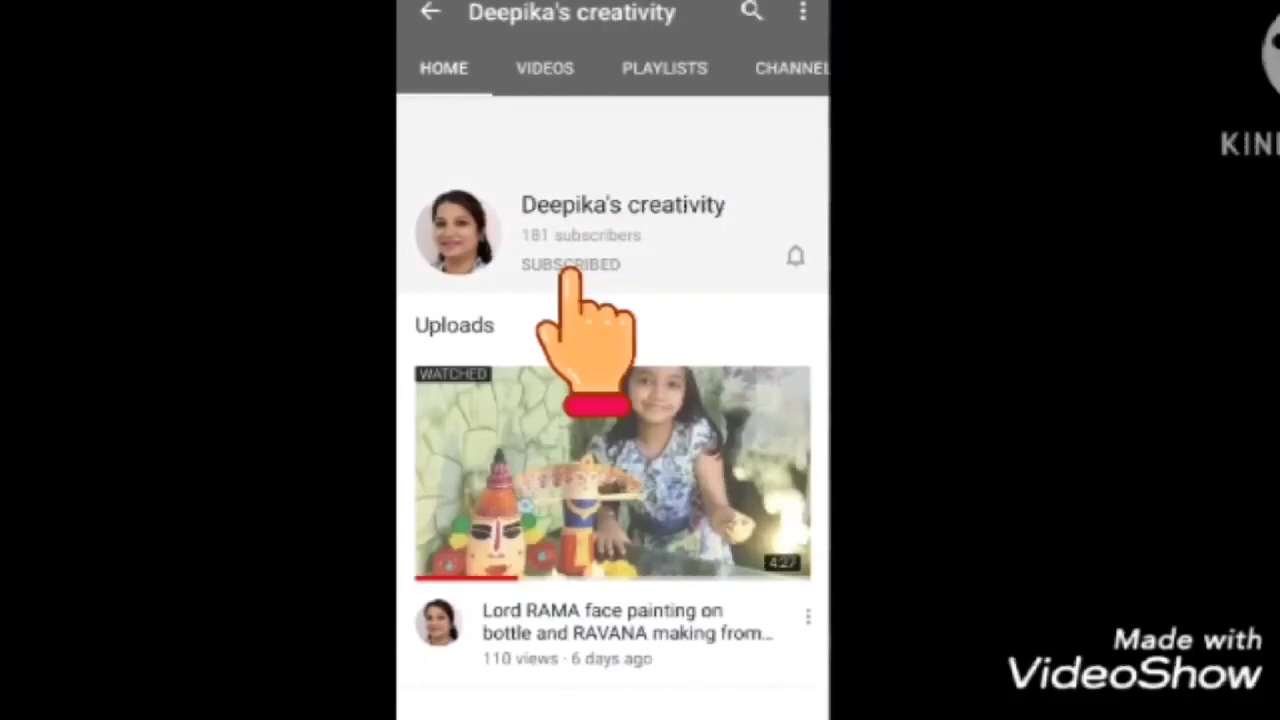 Deepika's creativity
HOME VIDEOS PLAYLISTS CHANNEL
Deepika's creativity
181 subscribers
SUBSCRIBED
Uploads
WATCHED
4:27
Lord RAMA face painting on
bottle and RAVANA making from...
110 views · 6 days ago
KIN
Made with
VideoShow